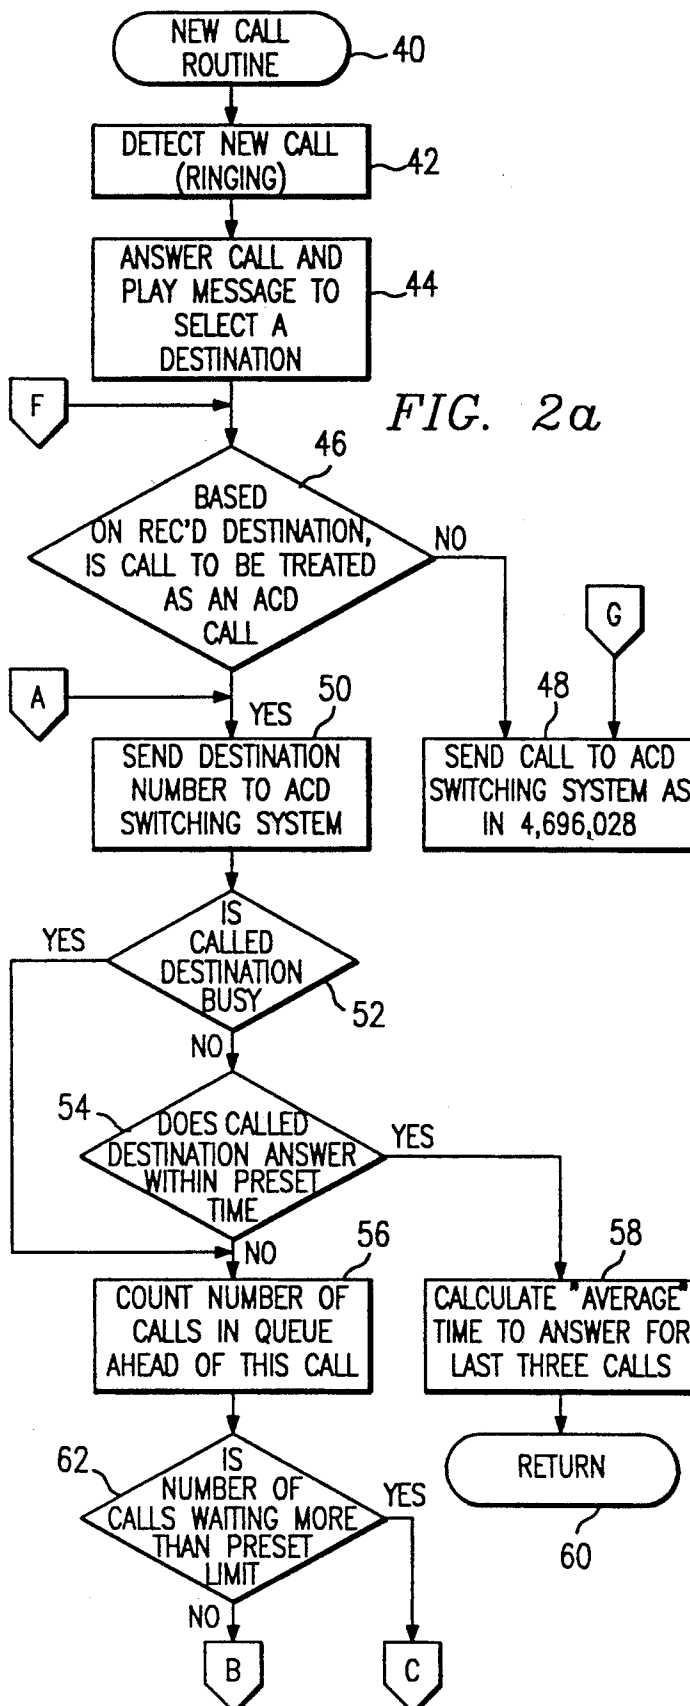 NEW CALL
ROUTINE
40
DETECT NEW CALL
(RINGING)
42
ANSWER CALL AND
PLAY MESSAGE TO
SELECT A
DESTINATION
44
F
FIG. 2a
46
BASED
ON REC'D DESTINATION,
IS CALL TO BE TREATED
AS AN ACD
CALL
NO
G
A
YES
50
SEND DESTINATION
NUMBER TO ACD
SWITCHING SYSTEM
48
SEND CALL TO ACD
SWITCHING SYSTEM AS
IN 4,696,028
IS
CALLED
DESTINATION
BUSY
YES
52
NO
54
DOES CALLED
DESTINATION ANSWER
WITHIN PRESET
TIME
YES
NO
56
COUNT NUMBER OF
CALLS IN QUEUE
AHEAD OF THIS CALL
58
CALCULATE "AVERAGE"
TIME TO ANSWER FOR
LAST THREE CALLS
62
IS
NUMBER OF
CALLS WAITING MORE
THAN PRESET
LIMIT
YES
RETURN
60
NO
B
C